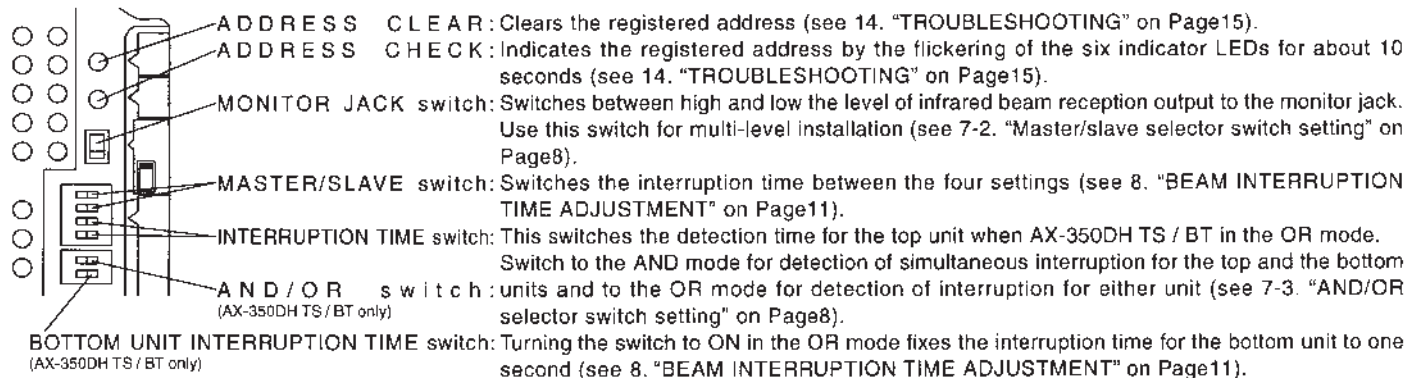 ADDRESS CLEAR: Clears the registered address (see 14. "TROUBLESHOOTING" on Page15).
ADDRESS CHECK: Indicates the registered address by the flickering of the six indicator LEDs for about 10
seconds (see 14. "TROUBLESHOOTING" on Page15).
MONITOR JACK switch: Switches between high and low the level of infrared beam reception output to the monitor jack.
Use this switch for multi-level installation (see 7-2. "Master/slave selector switch setting" on
Page8).
MASTER/SLAVE switch: Switches the interruption time between the four settings (see 8. "BEAM INTERRUPTION
TIME ADJUSTMENT" on Page11).
INTERRUPTION TIME switch: This switches the detection time for the top unit when AX-350DH TS / BT in the OR mode.
Switch to the AND mode for detection of simultaneous interruption for the top and the bottom
AND/OR switch: units and to the OR mode for detection of interruption for either unit (see 7-3. "AND/OR
(AX-350DH TS / BT only) selector switch setting" on Page8).
BOTTOM UNIT INTERRUPTION TIME switch: Turning the switch to ON in the OR mode fixes the interruption time for the bottom unit to one
(AX-350DH TS / BT only) second (see 8. "BEAM INTERRUPTION TIME ADJUSTMENT" on Page11).